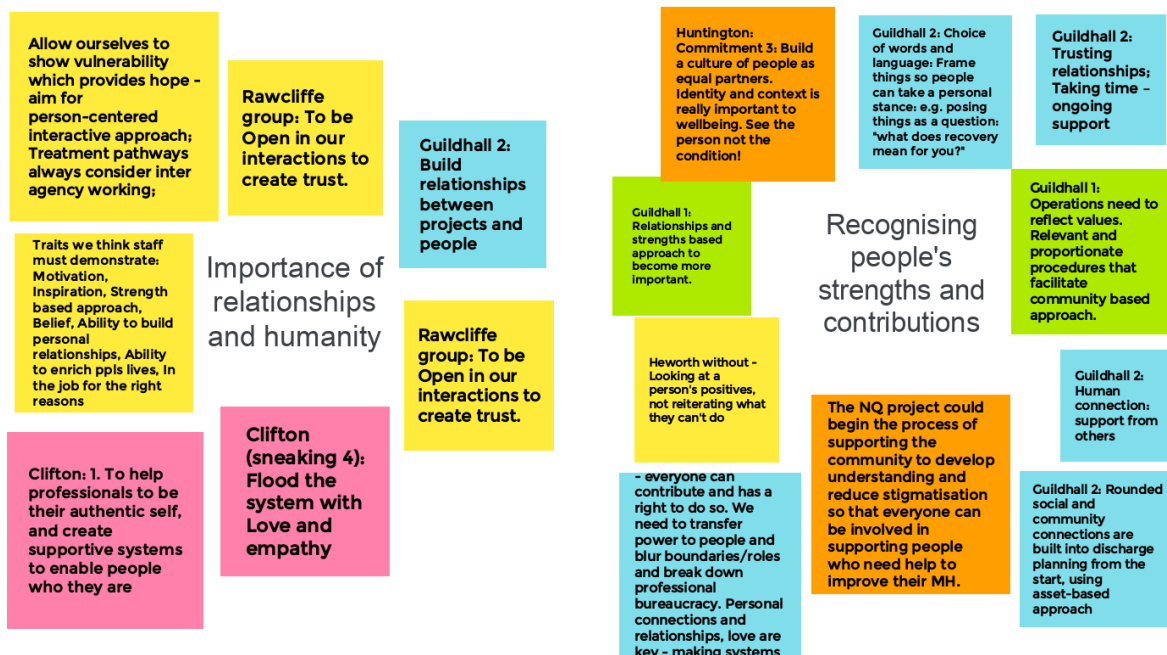 Allow ourselves to
show vulnerability
which provides hope -
aim for
person-centered
interactive approach;
Treatment pathways
always consider inter
agency working;
Rawcliffe
group: To be
Open in our
interactions to
create trust.
Guildhall 2:
Build
relationships
between
projects and
people
Traits we think staff
must demonstrate:
Motivation,
Inspiration, Strength
based approach,
Belief, Ability to build
personal
relationships, Ability
to enrich ppls lives, In
the job for the right
reasons
Importance of
relationships
and humanity
Rawcliffe
group: To be
Open in our
interactions to
create trust.
Clifton: 1. To help
professionals to be
their authentic self,
and create
supportive systems
to enable people
who they are
Clifton
(sneaking 4):
Flood the
system with
Love and
empathy
Huntington:
Commitment 3: Build
a culture of people as
equal partners.
Identity and context is
really important to
wellbeing. See the
person not the
condition!
Guildhall 2: Choice
of words and
language: Frame
things so people
can take a personal
stance: e.g. posing
things as a question:
"what does recovery
mean for you?"
Guildhall 2:
Trusting
relationships;
Taking time –
ongoing
support
Guildhall 1:
Relationships and
strengths based
approach to
become more
important.
Recognising
people's
strengths and
contributions
Guildhall 1:
Operations need to
reflect values.
Relevant and
proportionate
procedures that
facilitate
community based
approach.
Heworth without -
Looking at a
person's positives,
not reiterating what
they can't do
The NQ project could
begin the process of
supporting the
community to develop
understanding and
reduce stigmatisation
so that everyone can
be involved in
supporting people
who need help to
improve their MH.
Guildhall 2:
Human
connection:
support from
others
- everyone can
contribute and has a
right to do so. We
need to transfer
power to people and
blur boundaries/roles
and break down
professional
bureaucracy. Personal
connections and
relationships, love are
key - making systems
Guildhall 2: Rounded
social and
community
connections are
built into discharge
planning from the
start, using
asset-based
approach